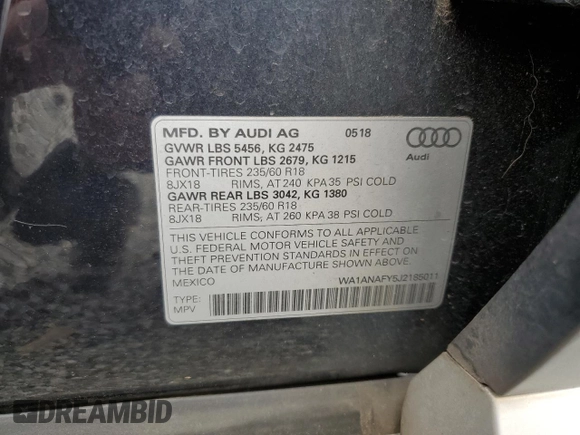 MFD. BY AUDI AG 0518
GVWR LBS 5456, KG 2475
GAWR FRONT LBS 2679, KG 1215
FRONT-TIRES 235/60 R18
8JX18 RIMS, AT 240 KPA 35 PSI COLD
GAWR REAR LBS 3042, KG 1380
REAR-TIRES 235/60 R18
8JX18 RIMS, AT 260 KPA 38 PSI COLD
Audi
THIS VEHICLE CONFORMS TO ALL APPLICABLE
U.S. FEDERAL MOTOR VEHICLE SAFETY AND
THEFT PREVENTION STANDARDS IN EFFECT ON
THE DATE OF MANUFACTURE SHOWN ABOVE.
MEXICO WA1ANAFY5J2185011
TYPE:
MPV
DREAMBID